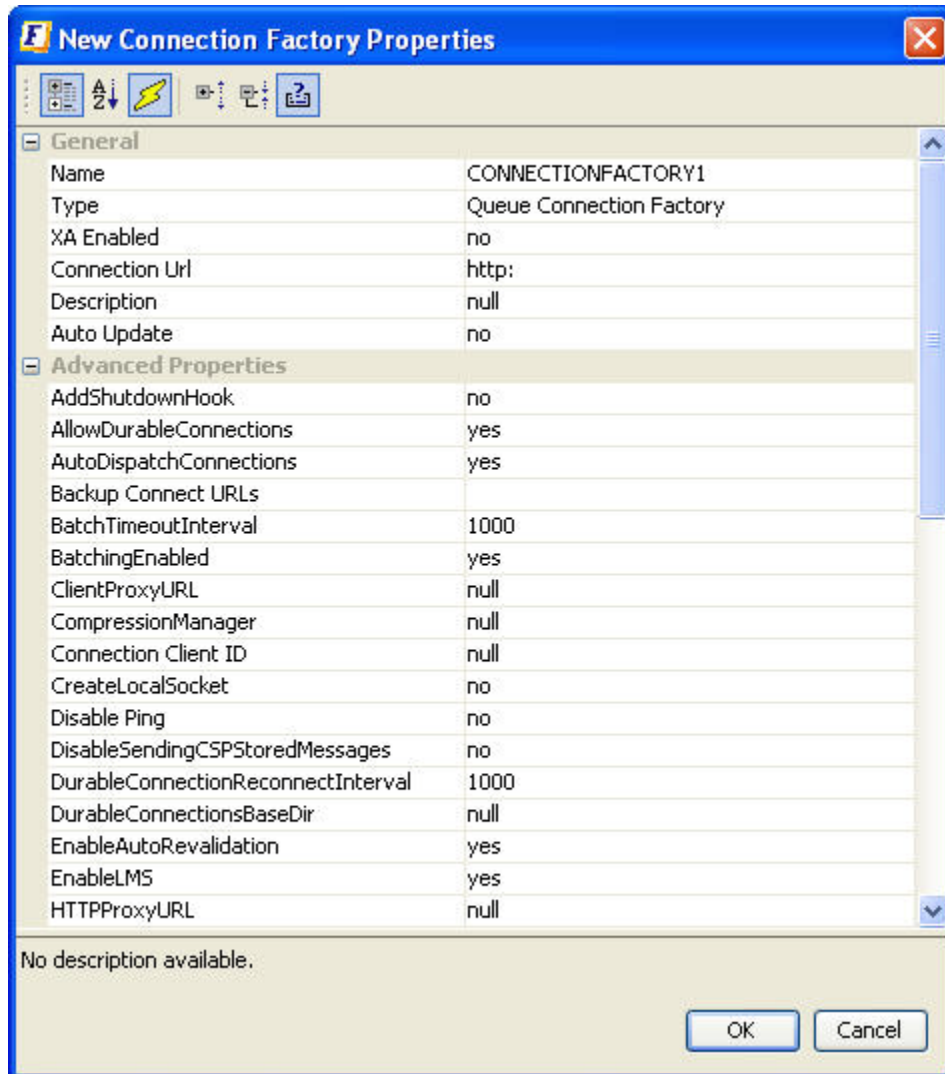 New Connection Factory Properties
General
Name CONNECTIONFACTORY1
Type Queue Connection Factory
XA Enabled no
Connection Url http:
Description null
Auto Update no
Advanced Properties
AddShutdownHook no
AllowDurableConnections yes
AutoDispatchConnections yes
Backup Connect URLs
BatchTimeoutInterval 1000
BatchingEnabled yes
ClientProxyURL null
CompressionManager null
Connection Client ID null
CreateLocalSocket no
Disable Ping no
DisableSendingCSPStoredMessages no
DurableConnectionReconnectInterval 1000
DurableConnectionsBaseDir null
EnableAutoRevalidation yes
EnableLMS yes
HTTPProxyURL null
No description available.
OK Cancel